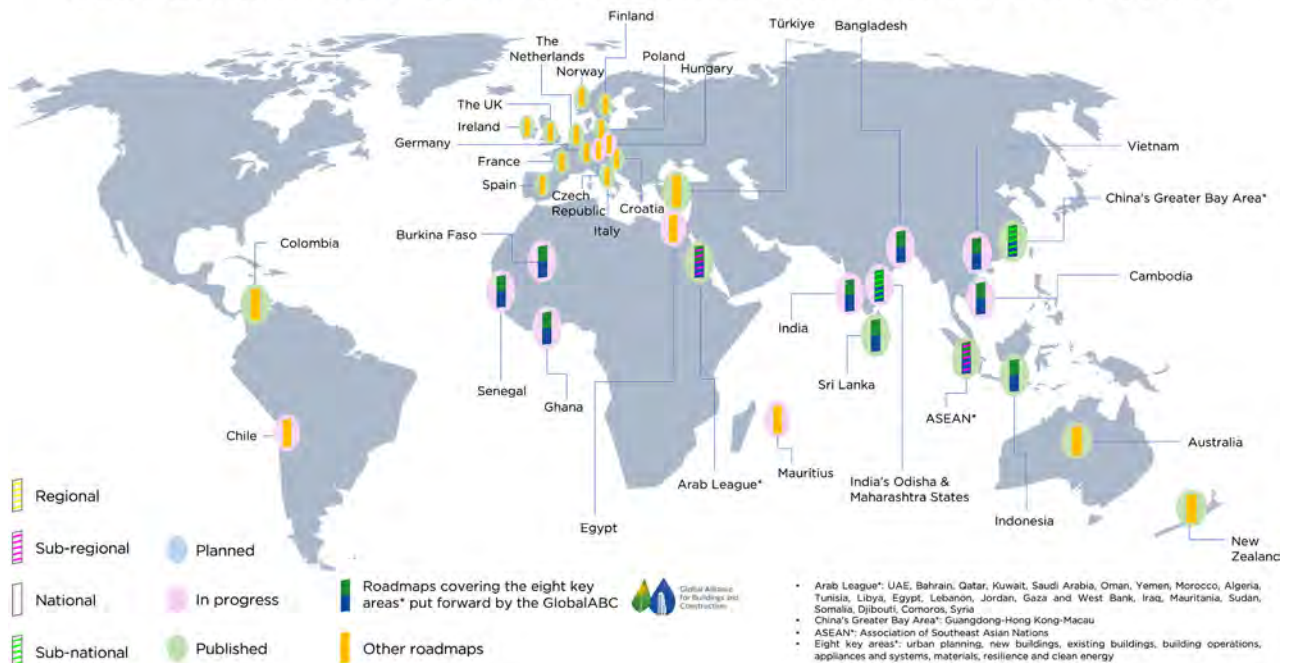 Finland
Türkiye
Bangladesh
The
Netherlands
Poland
Norway
Hungary
The UK
Ireland
Germany
Vietnam
France
Spain
China's Greater Bay Area*
Czech
Republic
Croatia
Italy
Burkina Faso
Colombia
Cambodia
India
Sri Lanka
Senegal
Ghana
ASEAN*
Chile
Australia
Mauritius
Arab League*
India's Odisha &
Maharashtra States
Indonesia
Egypt
New
Zealand
Regional
Sub-regional
National
Sub-national
Planned
In progress
Published
Roadmaps covering the eight key
areas* put forward by the GlobalABC
Other roadmaps
Global Alliance
for Buildings and
Construction
• Arab League*: UAE, Bahrain, Qatar, Kuwait, Saudi Arabia, Oman, Yemen, Morocco, Algeria,
Tunisia, Libya, Egypt, Lebanon, Jordan, Gaza and West Bank, Iraq, Mauritania, Sudan,
Somalia, Djibouti, Comoros, Syria
• China's Greater Bay Area*: Guangdong-Hong Kong-Macau
• ASEAN*: Association of Southeast Asian Nations
• Eight key areas*: urban planning, new buildings, existing buildings, building operations,
appliances and systems, materials, resilience and clean energy